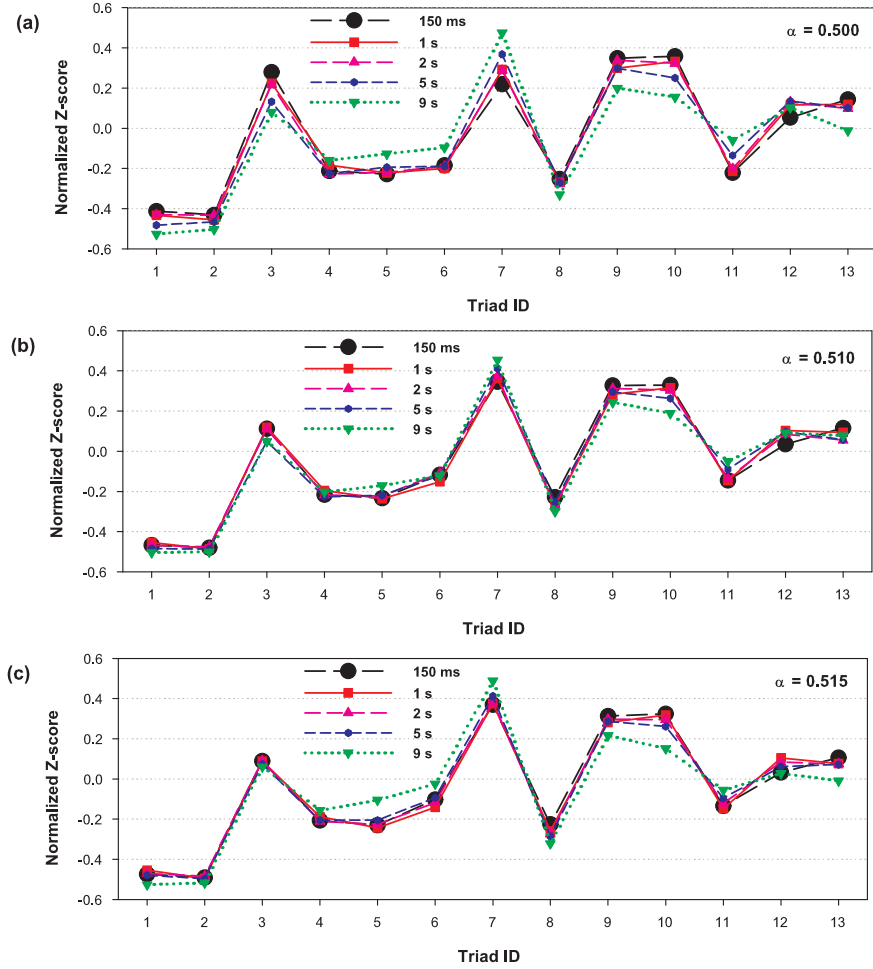 (a)
Normalized Z-score
0.6
0.4
0.2
0.0
-0.2
-0.4
-0.6
150 ms
1 s
2 s
5 s
9 s
α = 0.500
1 2 3 4 5 6 7 8 9 10 11 12 13
Triad ID
(b)
Normalized Z-score
0.6
0.4
0.2
0.0
-0.2
-0.4
-0.6
150 ms
1 s
2 s
5 s
9 s
α = 0.510
1 2 3 4 5 6 7 8 9 10 11 12 13
Triad ID
(c)
Normalized Z-score
0.6
0.4
0.2
0.0
-0.2
-0.4
-0.6
150 ms
1 s
2 s
5 s
9 s
α = 0.515
1 2 3 4 5 6 7 8 9 10 11 12 13
Triad ID